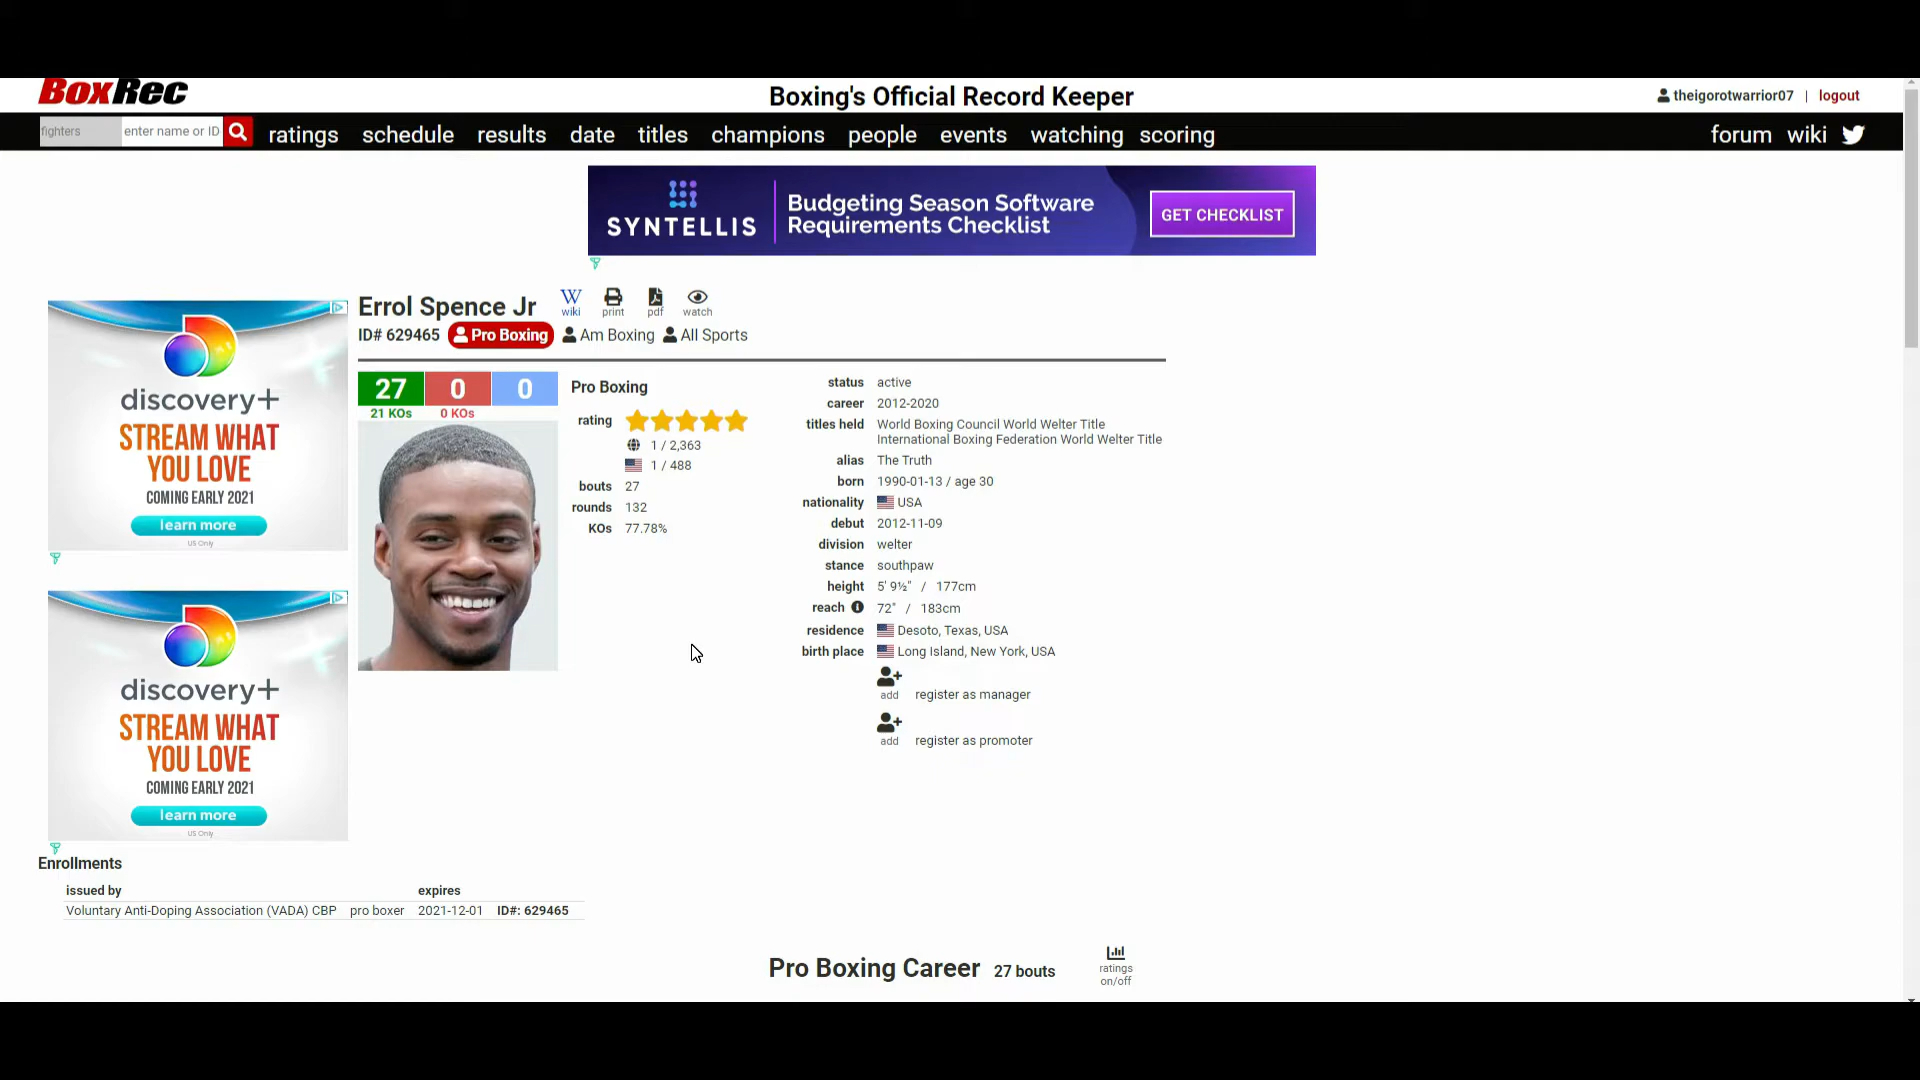 BoxRec
Boxing's Official Record Keeper
theigorotwarrior07 | logout
fighters enter name or ID ratings schedule results date titles champions people events watching scoring forum wiki
SYNTELLIS
Budgeting Season Software
Requirements Checklist
GET CHECKLIST
discovery+
STREAM WHAT
YOU LOVE
COMING EARLY 2021
learn more
US Only
discovery+
STREAM WHAT
YOU LOVE
COMING EARLY 2021
learn more
US Only
Errol Spence Jr W wiki print pdf watch
ID# 629465 Pro Boxing Am Boxing All Sports
27 0 0
21 KOs 0 KOs
Pro Boxing
rating
1 / 2,363
1 / 488
bouts 27
rounds 132
KOs 77.78%
status active
career 2012-2020
titles held World Boxing Council World Welter Title
International Boxing Federation World Welter Title
alias The Truth
born 1990-01-13 / age 30
nationality USA
debut 2012-11-09
division welter
stance southpaw
height 5' 9½" / 177cm
reach 72" / 183cm
residence Desoto, Texas, USA
birth place Long Island, New York, USA
add register as manager
add register as promoter
Enrollments
issued by expires
Voluntary Anti-Doping Association (VADA) CBP pro boxer 2021-12-01 ID#: 629465
Pro Boxing Career 27 bouts
ratings
on/off